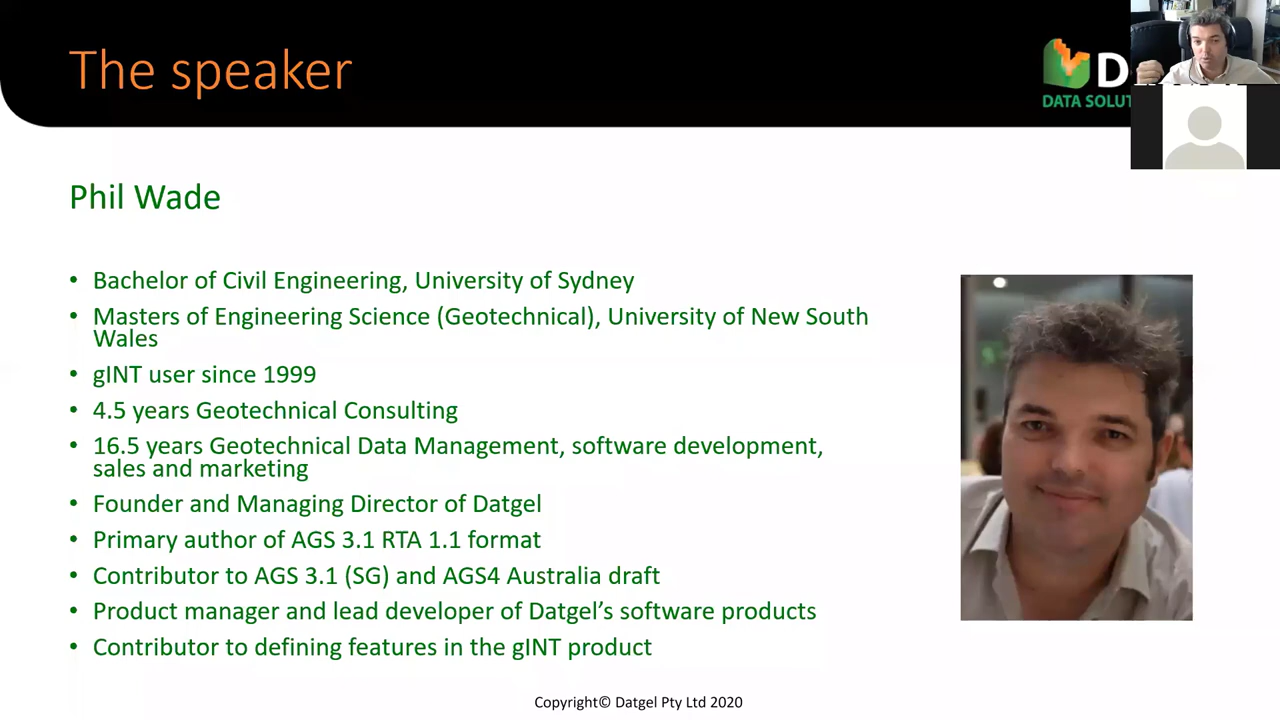 The speaker
D
DATA SOLUT
Phil Wade
• Bachelor of Civil Engineering, University of Sydney
• Masters of Engineering Science (Geotechnical), University of New South
Wales
• gINT user since 1999
• 4.5 years Geotechnical Consulting
• 16.5 years Geotechnical Data Management, software development,
sales and marketing
• Founder and Managing Director of Datgel
• Primary author of AGS 3.1 RTA 1.1 format
• Contributor to AGS 3.1 (SG) and AGS4 Australia draft
• Product manager and lead developer of Datgel’s software products
• Contributor to defining features in the gINT product
Copyright© Datgel Pty Ltd 2020